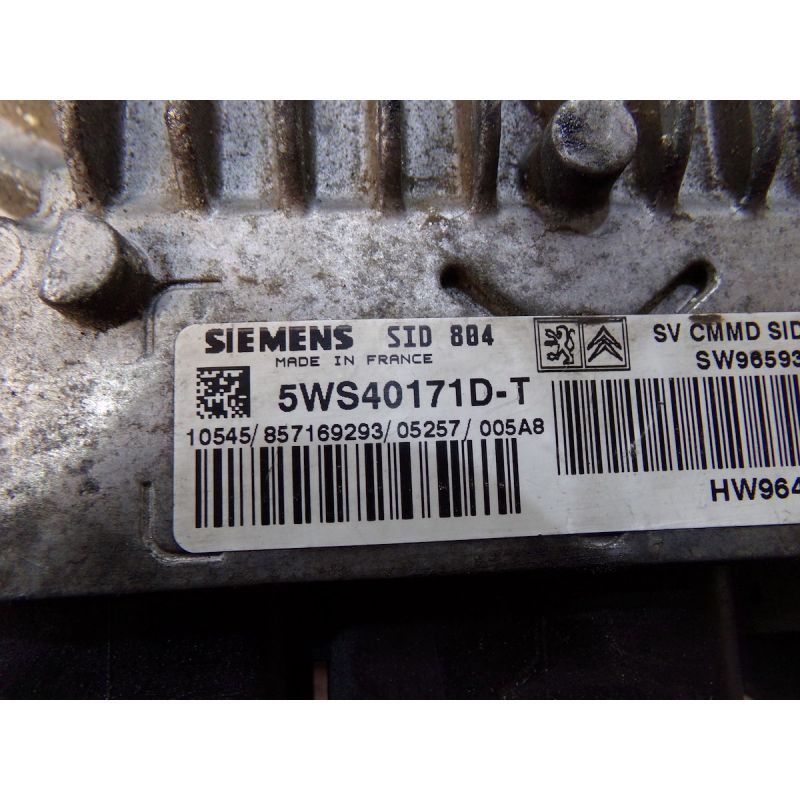 SIEMENS SID 804
MADE IN FRANCE
5WS40171D-T
10545/857169293/05257/005A8
SV CMMD SID
SW96593
HW964